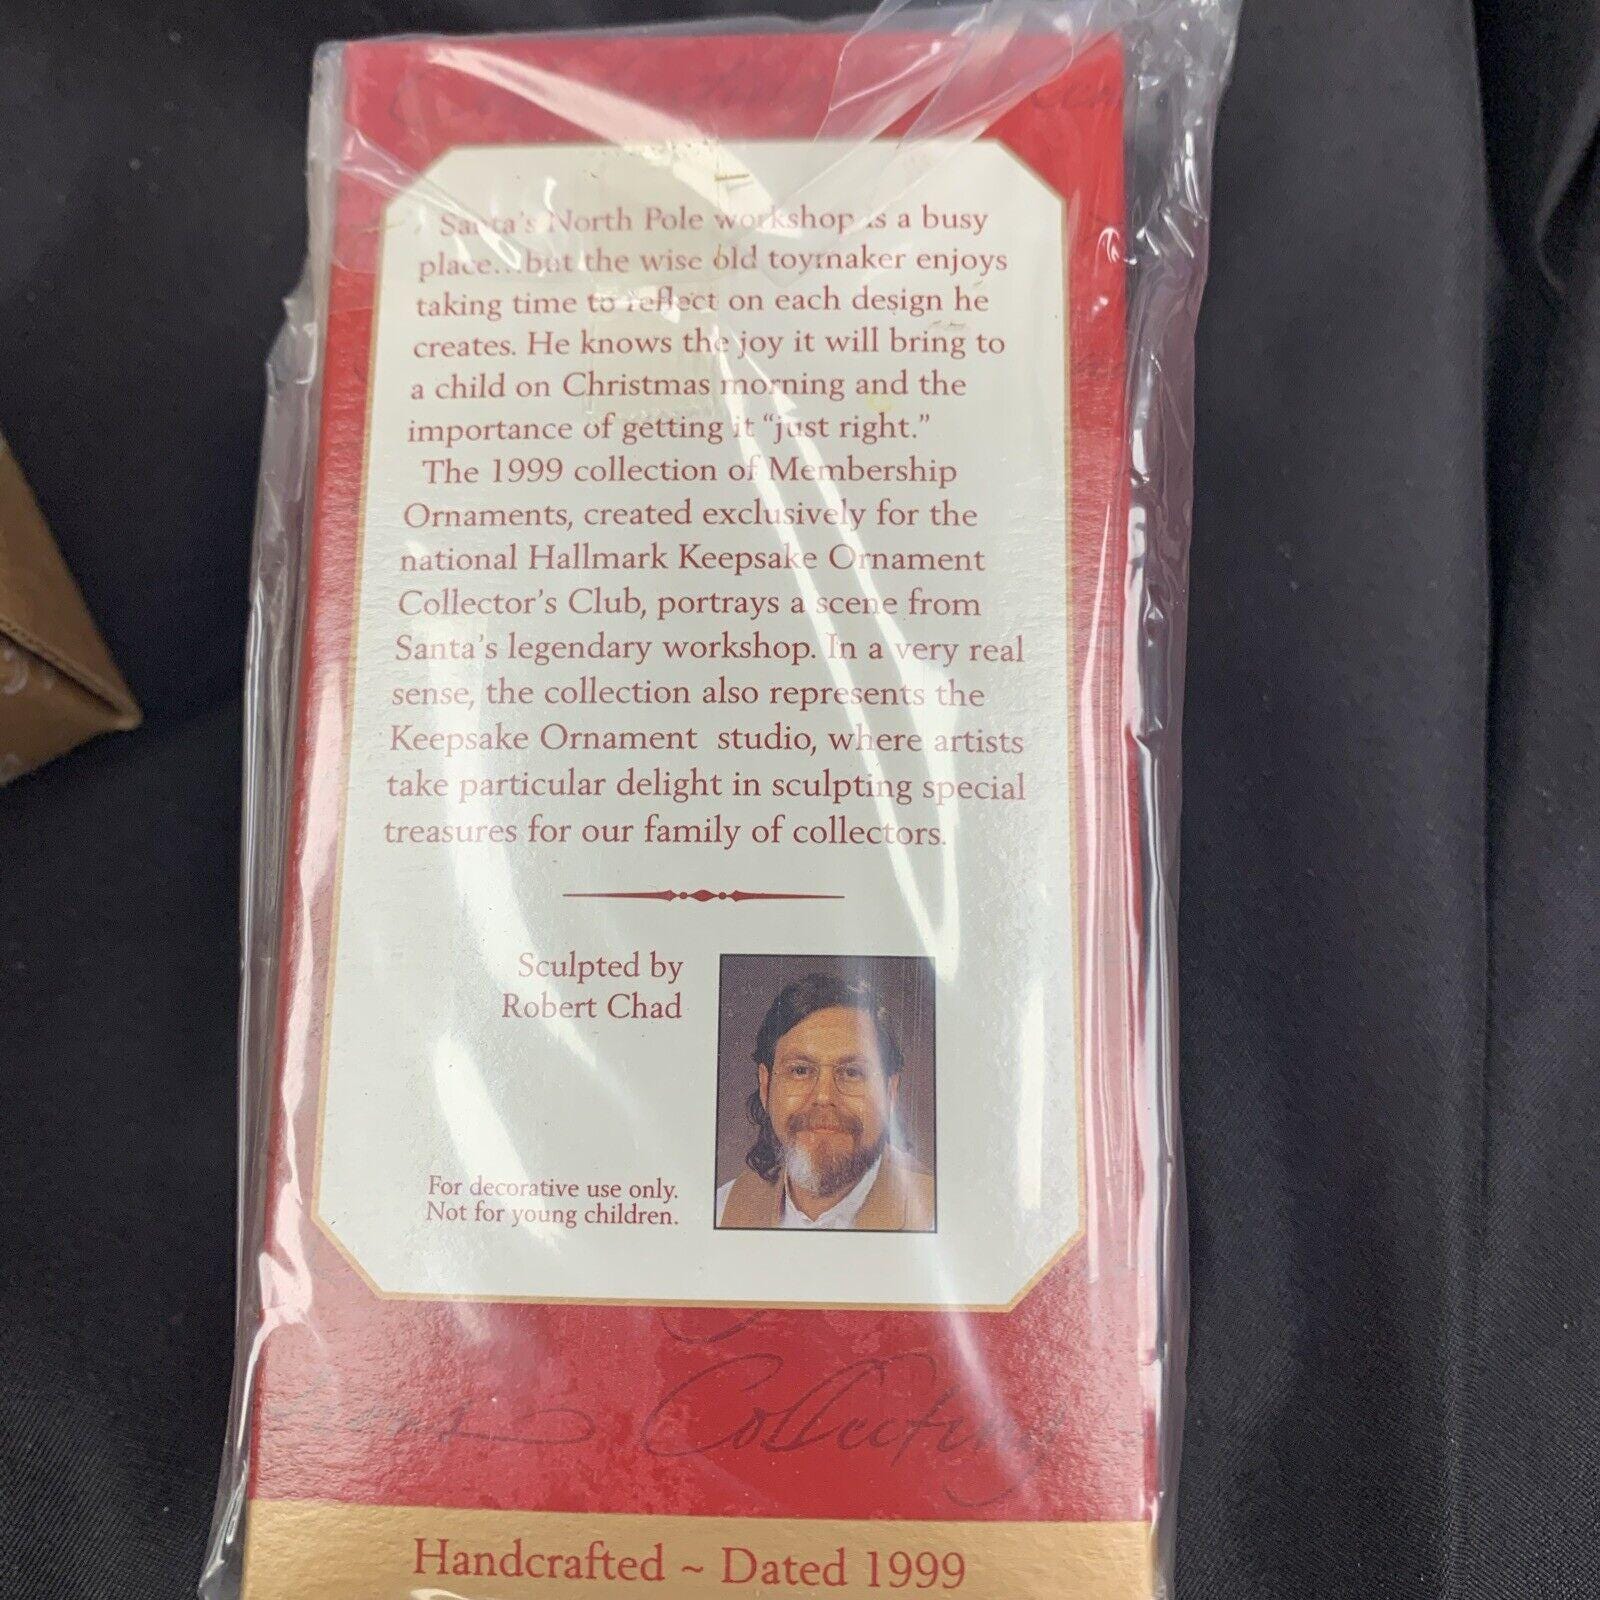 Santa's North Pole workshop is a busy
place... but the wise old toymaker enjoys
taking time to reflect on each design he
creates. He knows the joy it will bring to
a child on Christmas morning and the
importance of getting it “just right.”
The 1999 collection of Membership
Ornaments, created exclusively for the
national Hallmark Keepsake Ornament
Collector's Club, portrays a scene from
Santa's legendary workshop. In a very real
sense, the collection also represents the
Keepsake Ornament studio, where artists
take particular delight in sculpting special
treasures for our family of collectors.
Sculpted by
Robert Chad
For decorative use only.
Not for young children.
Collecting
Handcrafted ~ Dated 1999